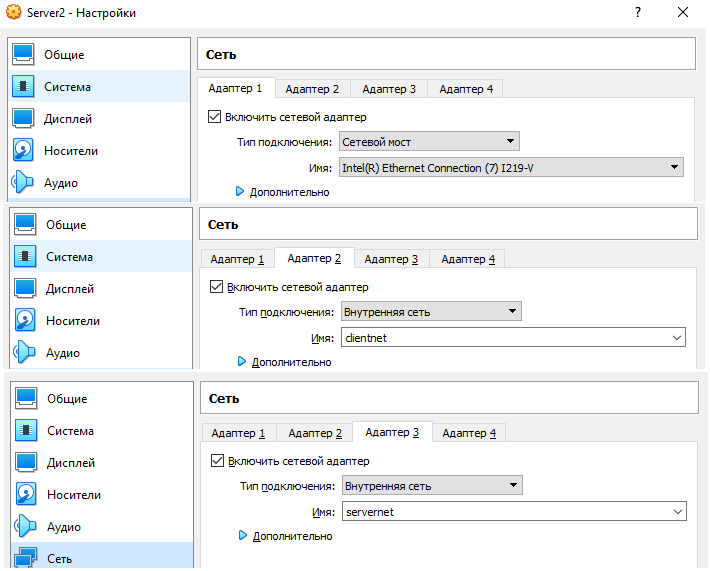 Server2 - Настройки ? ×
Общие
Система
Дисплей
Носители
Аудио
Сеть
Адаптер 1 Адаптер 2 Адаптер 3 Адаптер 4
Включить сетевой адаптер
Тип подключения: Сетевой мост
Имя: Intel(R) Ethernet Connection (7) I219-V
Дополнительно
Общие
Система
Дисплей
Носители
Аудио
Сеть
Адаптер 1 Адаптер 2 Адаптер 3 Адаптер 4
Включить сетевой адаптер
Тип подключения: Внутренняя сеть
Имя: clientnet
Дополнительно
Общие
Система
Дисплей
Носители
Аудио
Сеть
Сеть
Адаптер 1 Адаптер 2 Адаптер 3 Адаптер 4
Включить сетевой адаптер
Тип подключения: Внутренняя сеть
Имя: servernet
Дополнительно